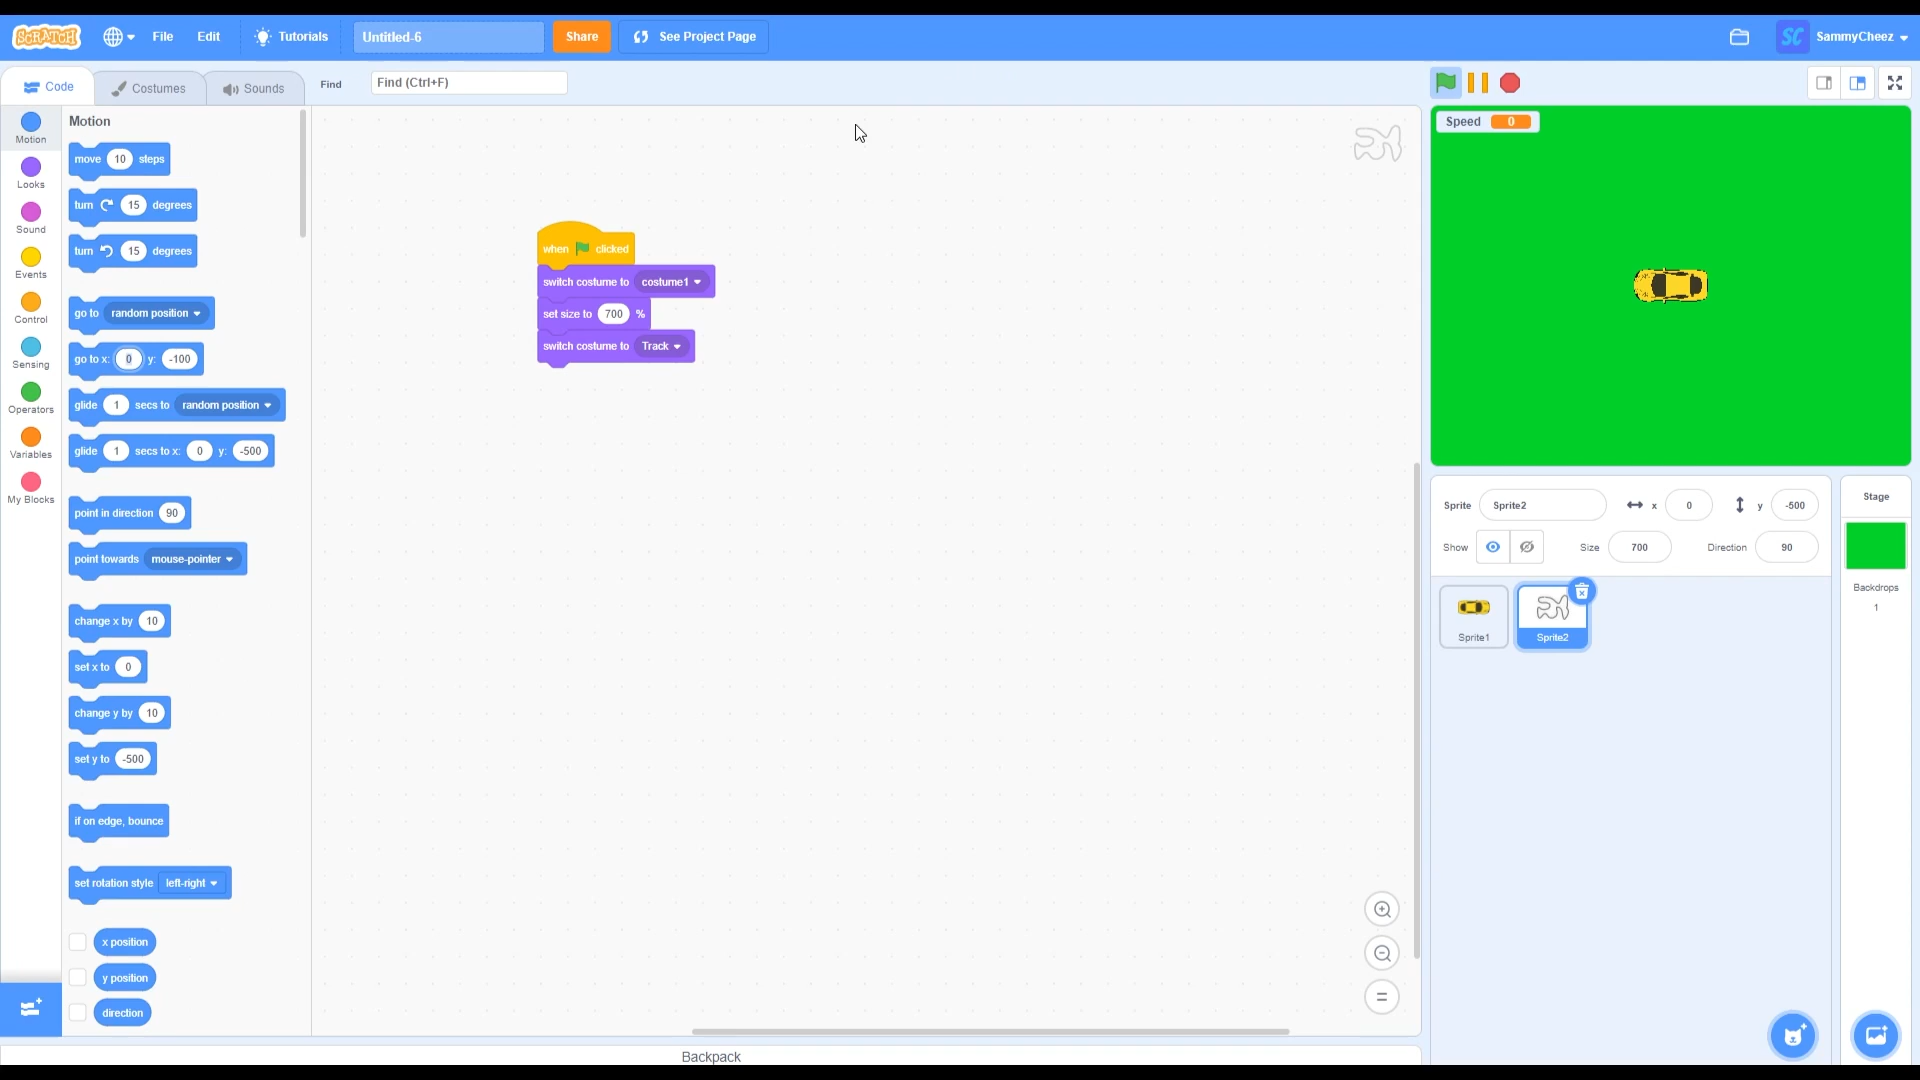 SCRATCH File Edit Tutorials Untitled-6 Share See Project Page SC SammyCheez
Code Costumes Sounds Find Find (Ctrl+F)
Motion
Looks
Sound
Events
Control
Sensing
Operators
Variables
My Blocks
Motion
move 10 steps
turn 15 degrees
turn 15 degrees
go to random position
go to x: 0 y: -100
glide 1 secs to random position
glide 1 secs to x: 0 y: -500
point in direction 90
point towards mouse-pointer
change x by 10
set x to 0
change y by 10
set y to -500
if on edge, bounce
set rotation style left-right
x position
y position
direction
when clicked
switch costume to costume1
set size to 700 %
switch costume to Track
Backpack
Speed 0
Sprite Sprite2 x 0 y -500
Show Size 700 Direction 90
Sprite1
Sprite2
Stage
Backdrops
1